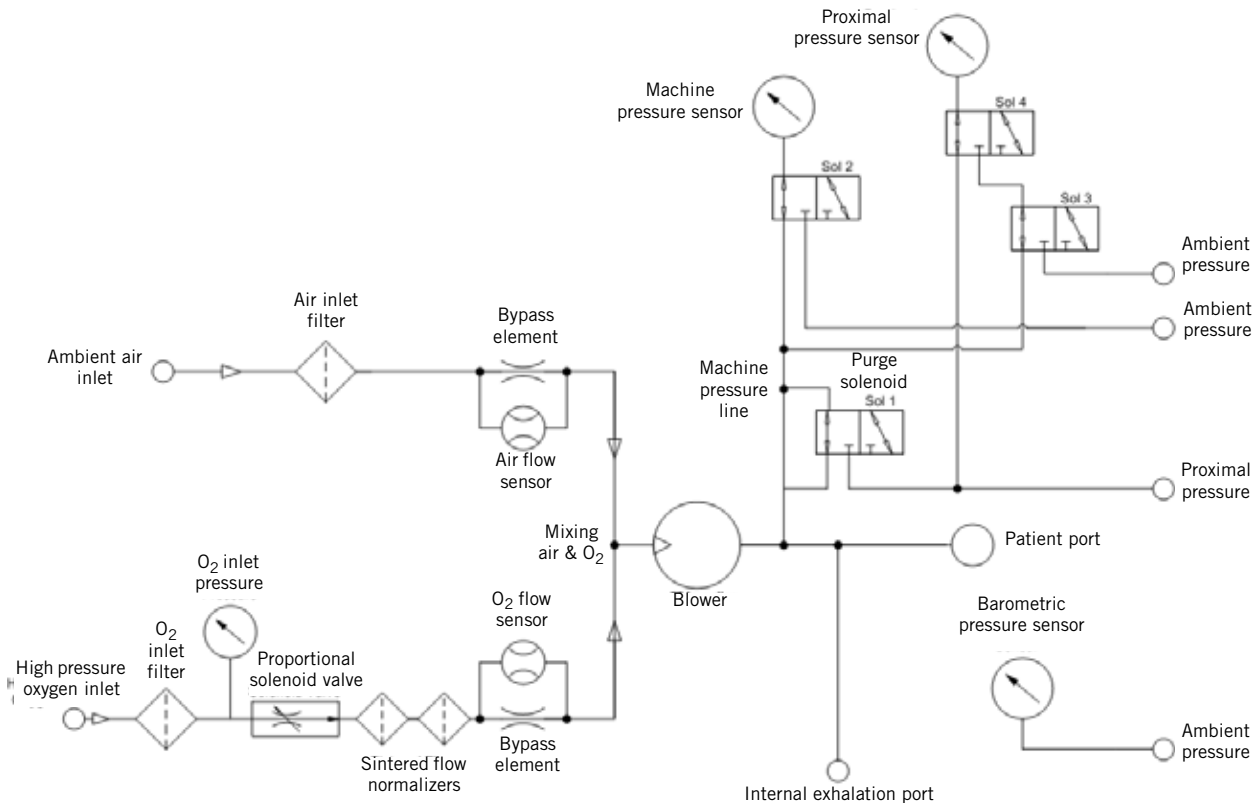 Proximal
pressure sensor
Sol 4
Machine
pressure sensor
Sol 2
Sol 3
Ambient
pressure
Air inlet
filter
Bypass
element
Ambient
pressure
Ambient air
inlet
Machine
pressure
line
Purge
solenoid
Sol 1
Air flow
sensor
Proximal
pressure
Mixing
air & O2
Patient port
O2 inlet
pressure
Blower
O2 flow
sensor
Barometric
pressure sensor
O2
inlet
filter
Proportional
solenoid valve
High pressure
oxygen inlet
Sintered flow
normalizers
Bypass
element
Ambient
pressure
Internal exhalation port